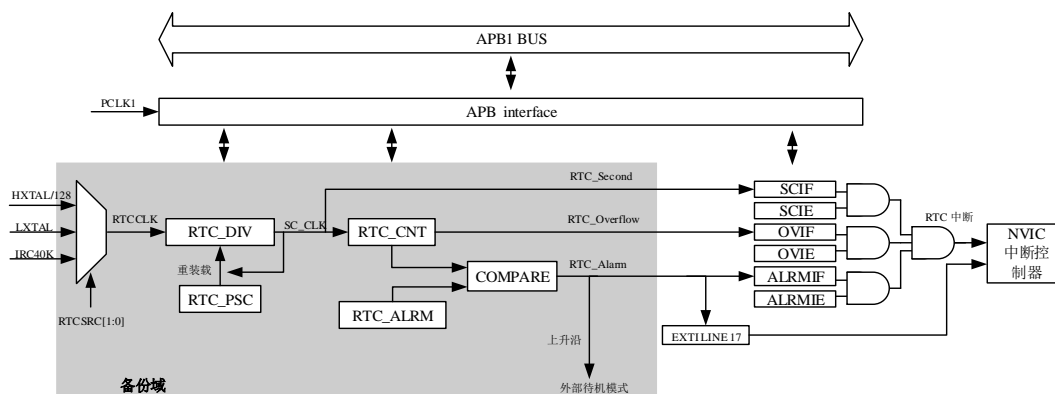 APB1 BUS
PCLK1
APB interface
HXTAL/128
LXTAL
IRC40K
RTCCLK
RTC_DIV
SC_CLK
RTC_CNT
RTC_Second
RTC_Overflow
RTC_Alarm
重装载
RTC_PSC
RTCSRC[1:0]
RTC_ALRM
COMPARE
上升沿
外部待机模式
备份域
SCIF
SCIE
OVIF
OVIE
ALRMIF
ALRMIE
EXTI LINE 17
RTC 中断
NVIC
中断控
制器